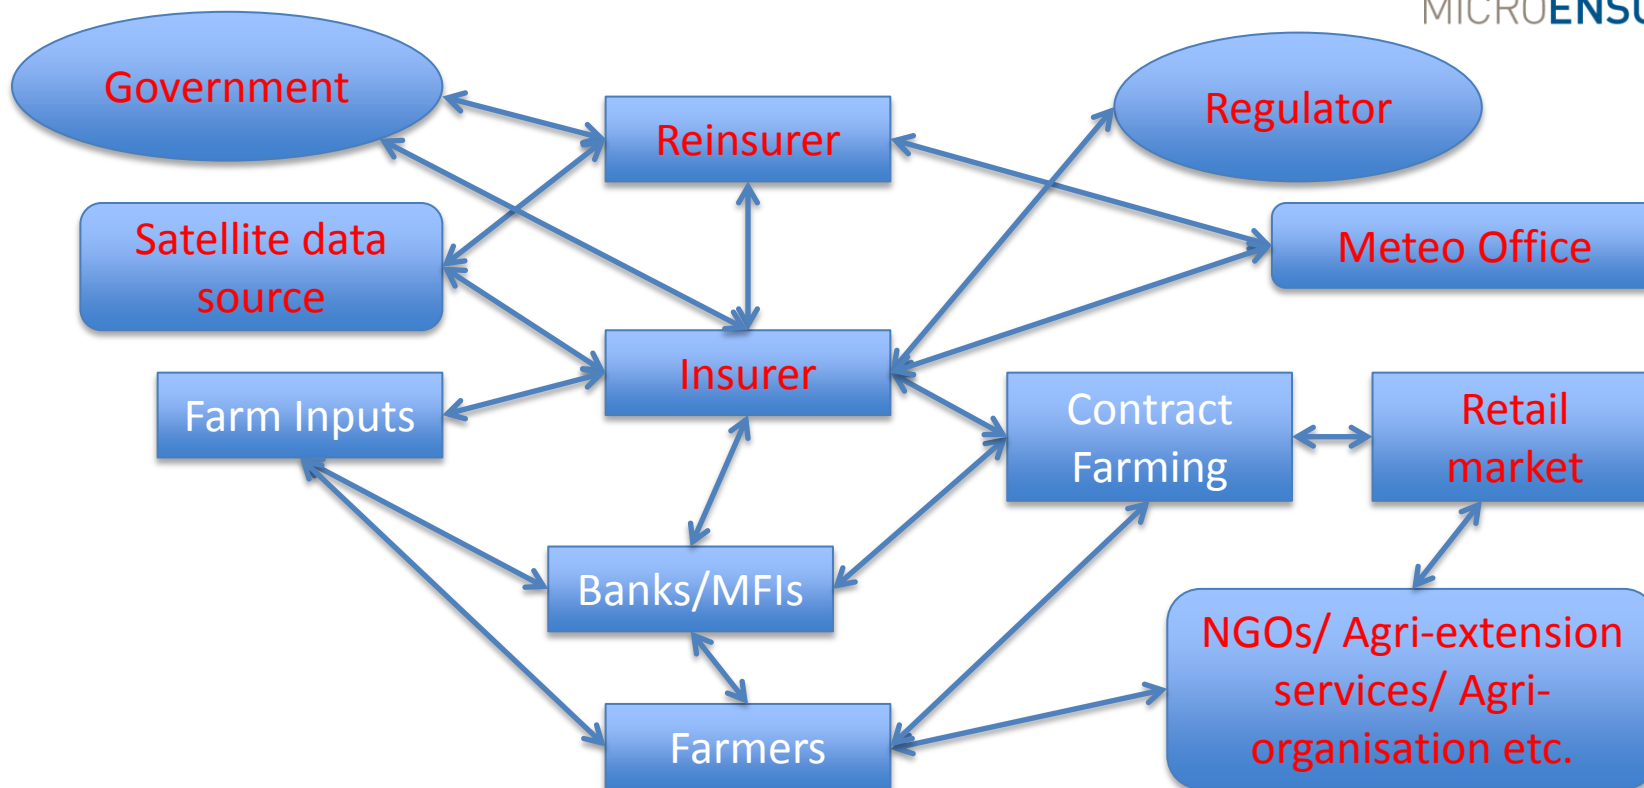 MICROENSU
Government
Reinsurer
Regulator
Satellite data
source
Meteo Office
Insurer
Farm Inputs
Contract
Farming
Retail
market
Banks/MFIs
NGOs/ Agri-extension
services/ Agri-
organisation etc.
Farmers